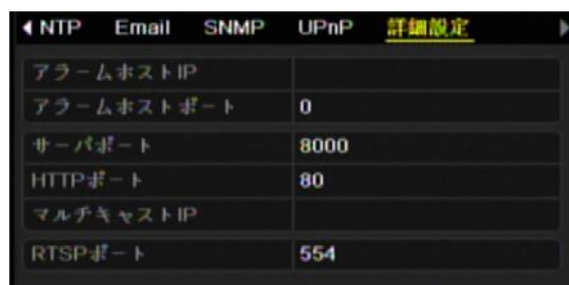 NTP Email SNMP UPnP 詳細設定
アラームホストIP
アラームホストポート 0
サーバポート 8000
HTTPポート 80
マルチキャストIP
RTSPポート 554